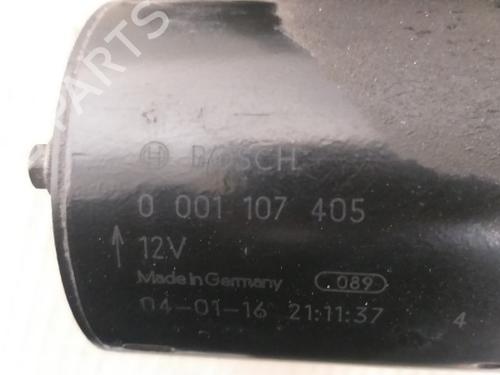 PARTS
BOSCH
0 001 107 405
12V
Made in Germany 089
04-01-16 21:11:37 4